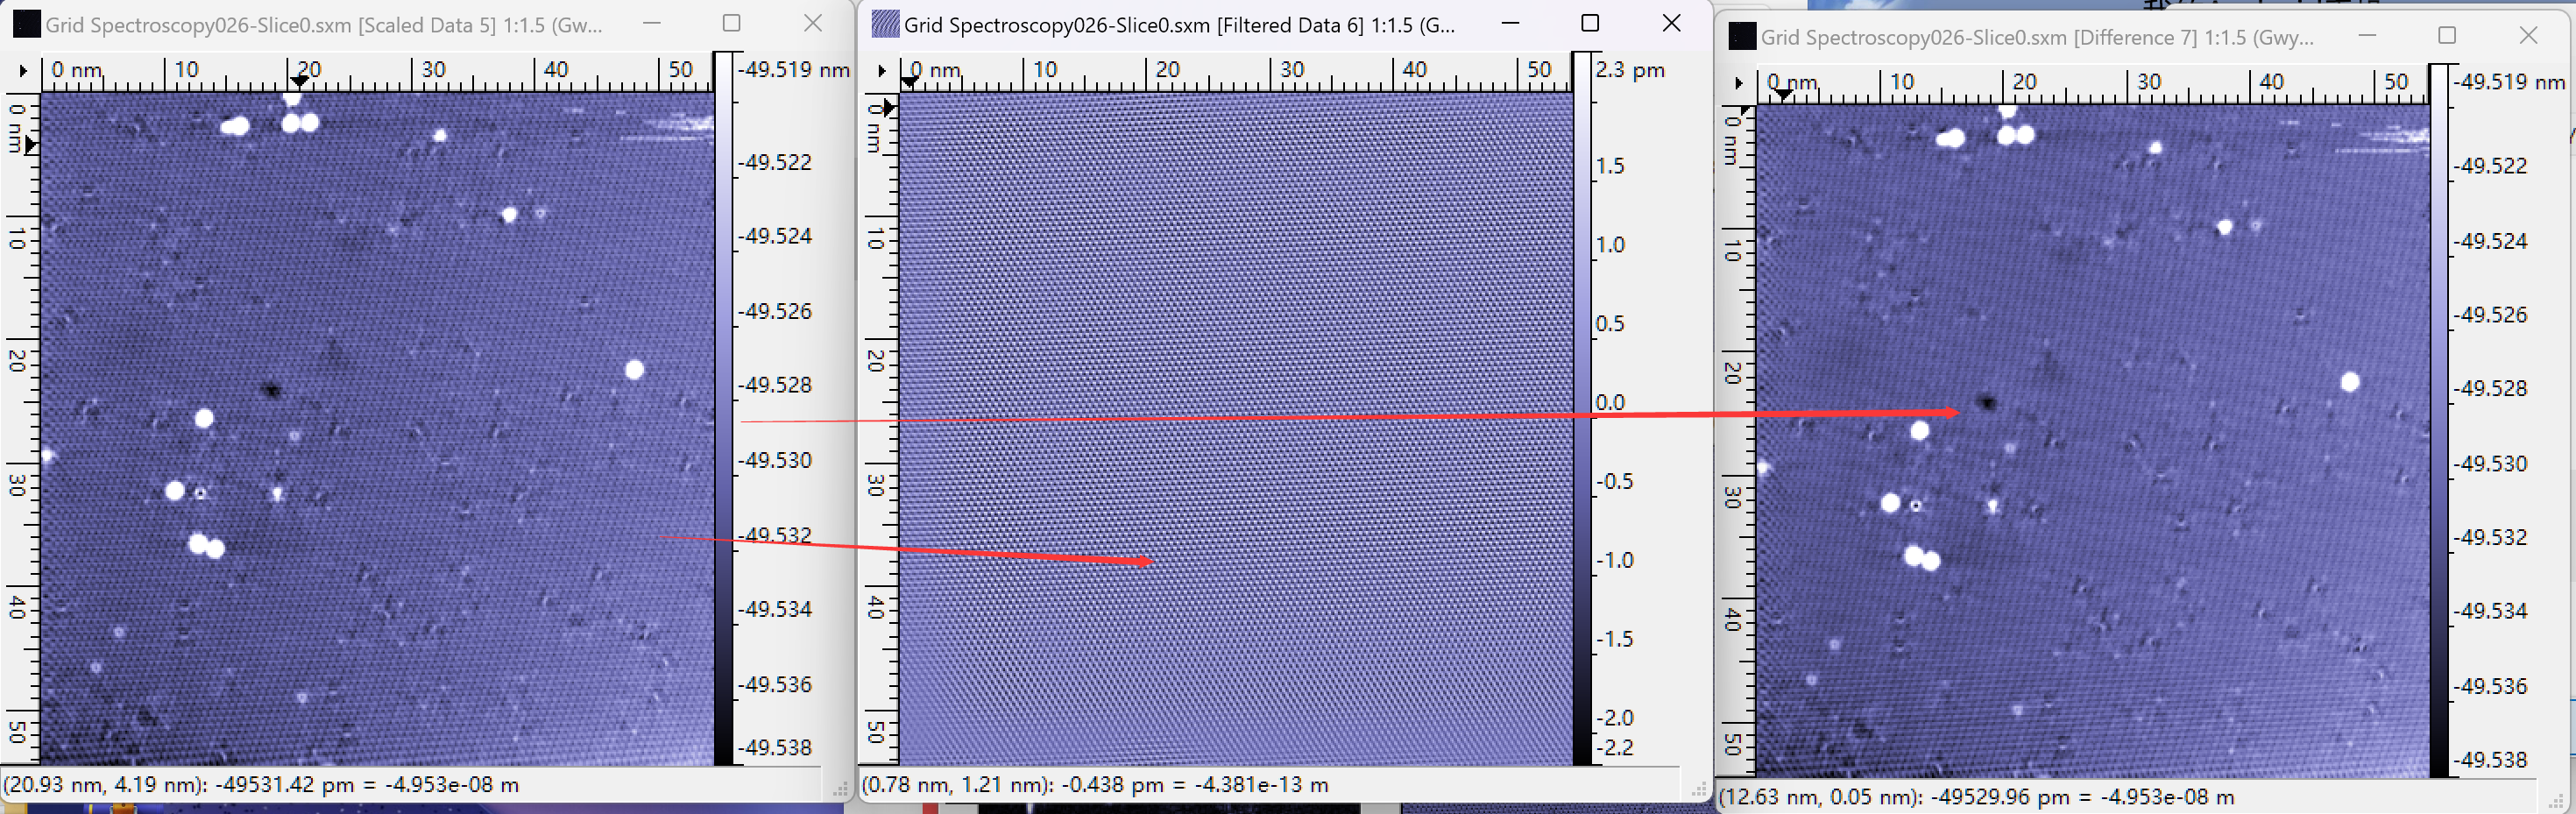 Grid Spectroscopy026-Slice0.sxm [Scaled Data 5] 1:1.5 (Gw...
0 nm 10 20 30 40 50
0 nm 10 20 30 40 50
-49.519 nm
-49.522
-49.524
-49.526
-49.528
-49.530
-49.532
-49.534
-49.536
-49.538
(20.93 nm, 4.19 nm): -49531.42 pm = -4.953e-08 m
Grid Spectroscopy026-Slice0.sxm [Filtered Data 6] 1:1.5 (G...
0 nm 10 20 30 40 50
0 nm 10 20 30 40 50
2.3 pm
1.5
1.0
0.5
0.0
-0.5
-1.0
-1.5
-2.0
-2.2
(0.78 nm, 1.21 nm): -0.438 pm = -4.381e-13 m
Grid Spectroscopy026-Slice0.sxm [Difference 7] 1:1.5 (Gwy...
0 nm 10 20 30 40 50
0 nm 10 20 30 40 50
-49.519 nm
-49.522
-49.524
-49.526
-49.528
-49.530
-49.532
-49.534
-49.536
-49.538
(12.63 nm, 0.05 nm): -49529.96 pm = -4.953e-08 m